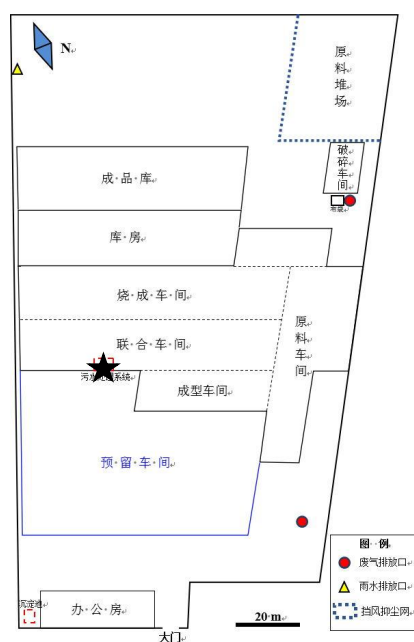 N
原料堆场
破碎车间
布袋
成品库
库房
烧成车间
联合车间
原料车间
成型车间
预留车间
沉淀池
办公房
大门
20 m
图 例
废气排放口
雨水排放口
挡风抑尘网